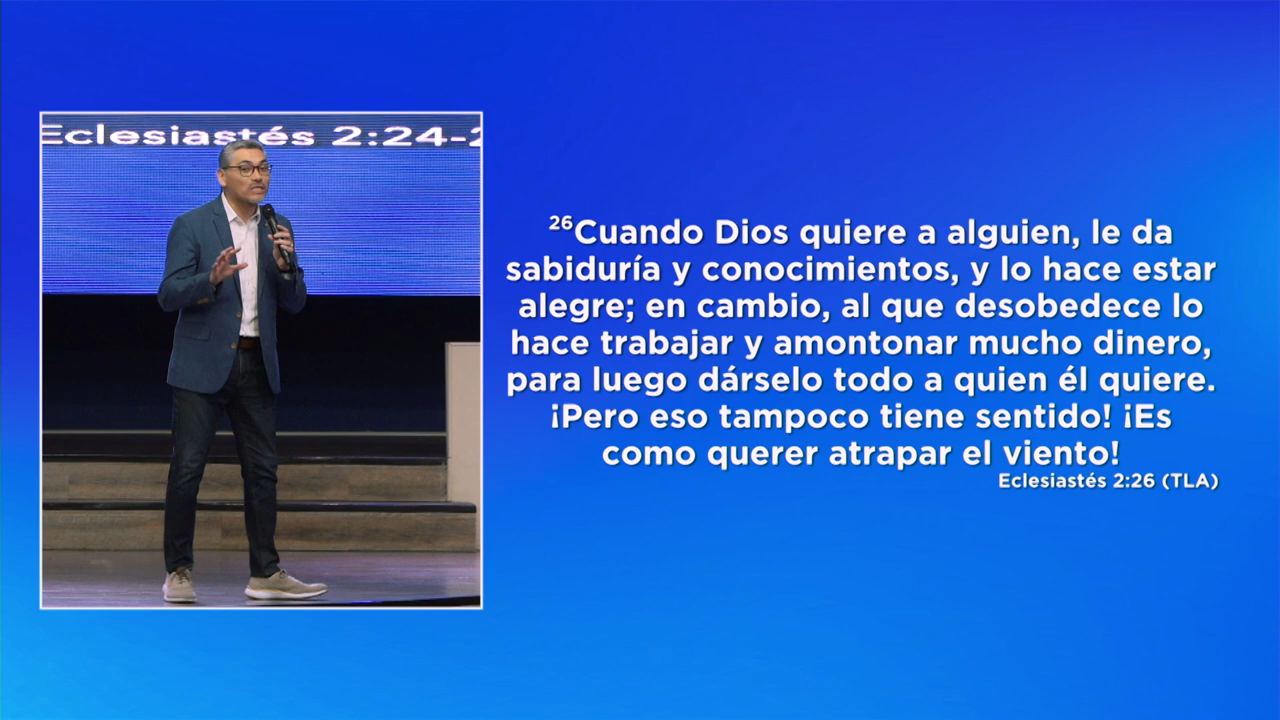 Eclesiastés 2:24-2
²⁶Cuando Dios quiere a alguien, le da
sabiduría y conocimientos, y lo hace estar
alegre; en cambio, al que desobedece lo
hace trabajar y amontonar mucho dinero,
para luego dárselo todo a quien él quiere.
¡Pero eso tampoco tiene sentido! ¡Es
como querer atrapar el viento!
Eclesiastés 2:26 (TLA)